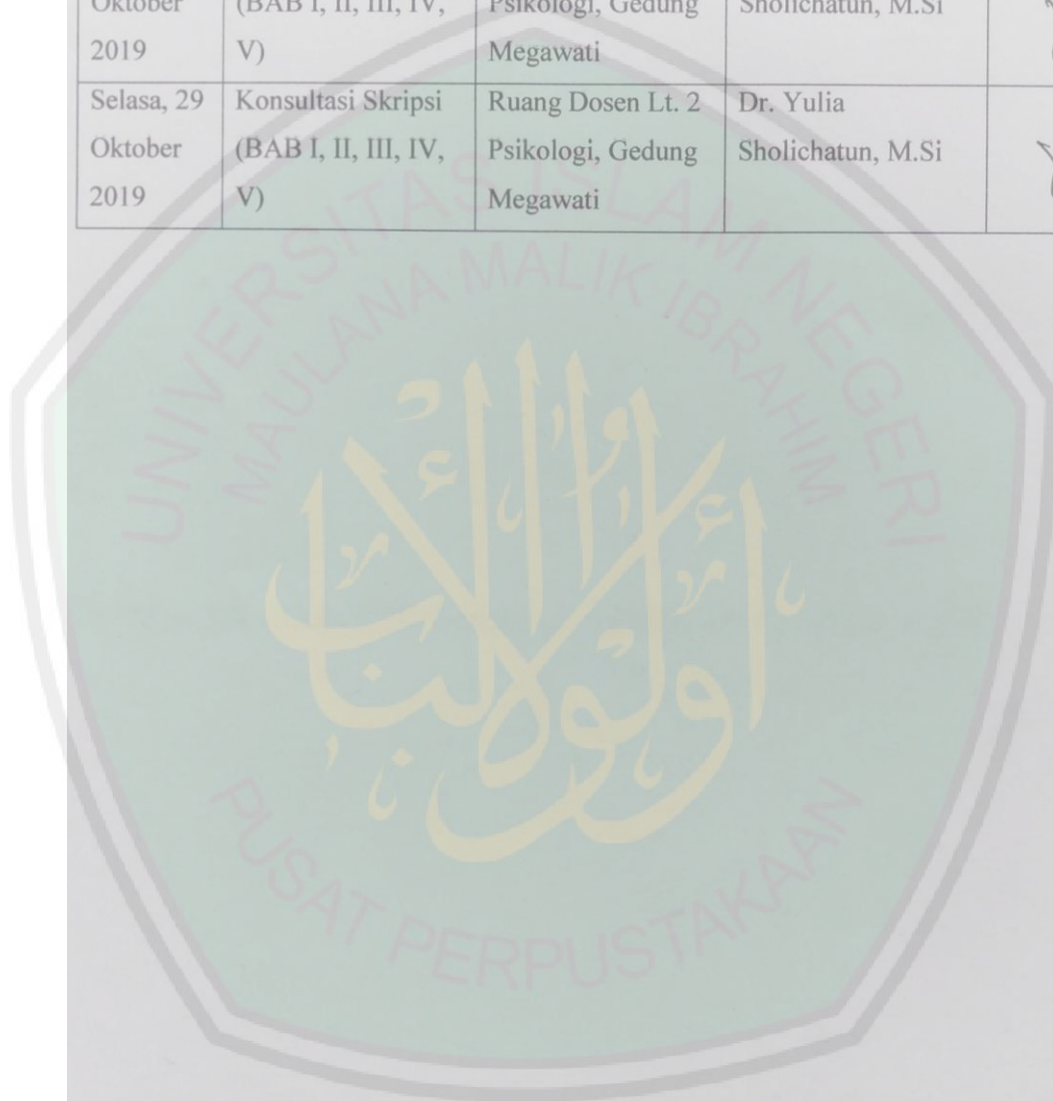 Oktober (BAB I, II, III, IV, Psikologi, Gedung Sholichatun, M.Si
2019 V) Megawati
Selasa, 29 Konsultasi Skripsi Ruang Dosen Lt. 2 Dr. Yulia
Oktober (BAB I, II, III, IV, Psikologi, Gedung Sholichatun, M.Si
2019 V) Megawati
UNIVERSITAS ISLAM NEGERI
MAULANA MALIK IBRAHIM
أولو الألباب
PUSAT PERPUSTAKAAN